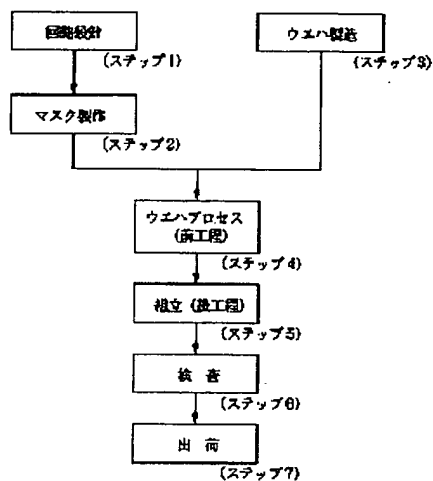 回路設計
(ステップ1)
ウエハ製造
(ステップ3)
マスク製作
(ステップ2)
ウエハプロセス
(前工程)
(ステップ4)
組立(後工程)
(ステップ5)
検 査
(ステップ6)
出 荷
(ステップ7)